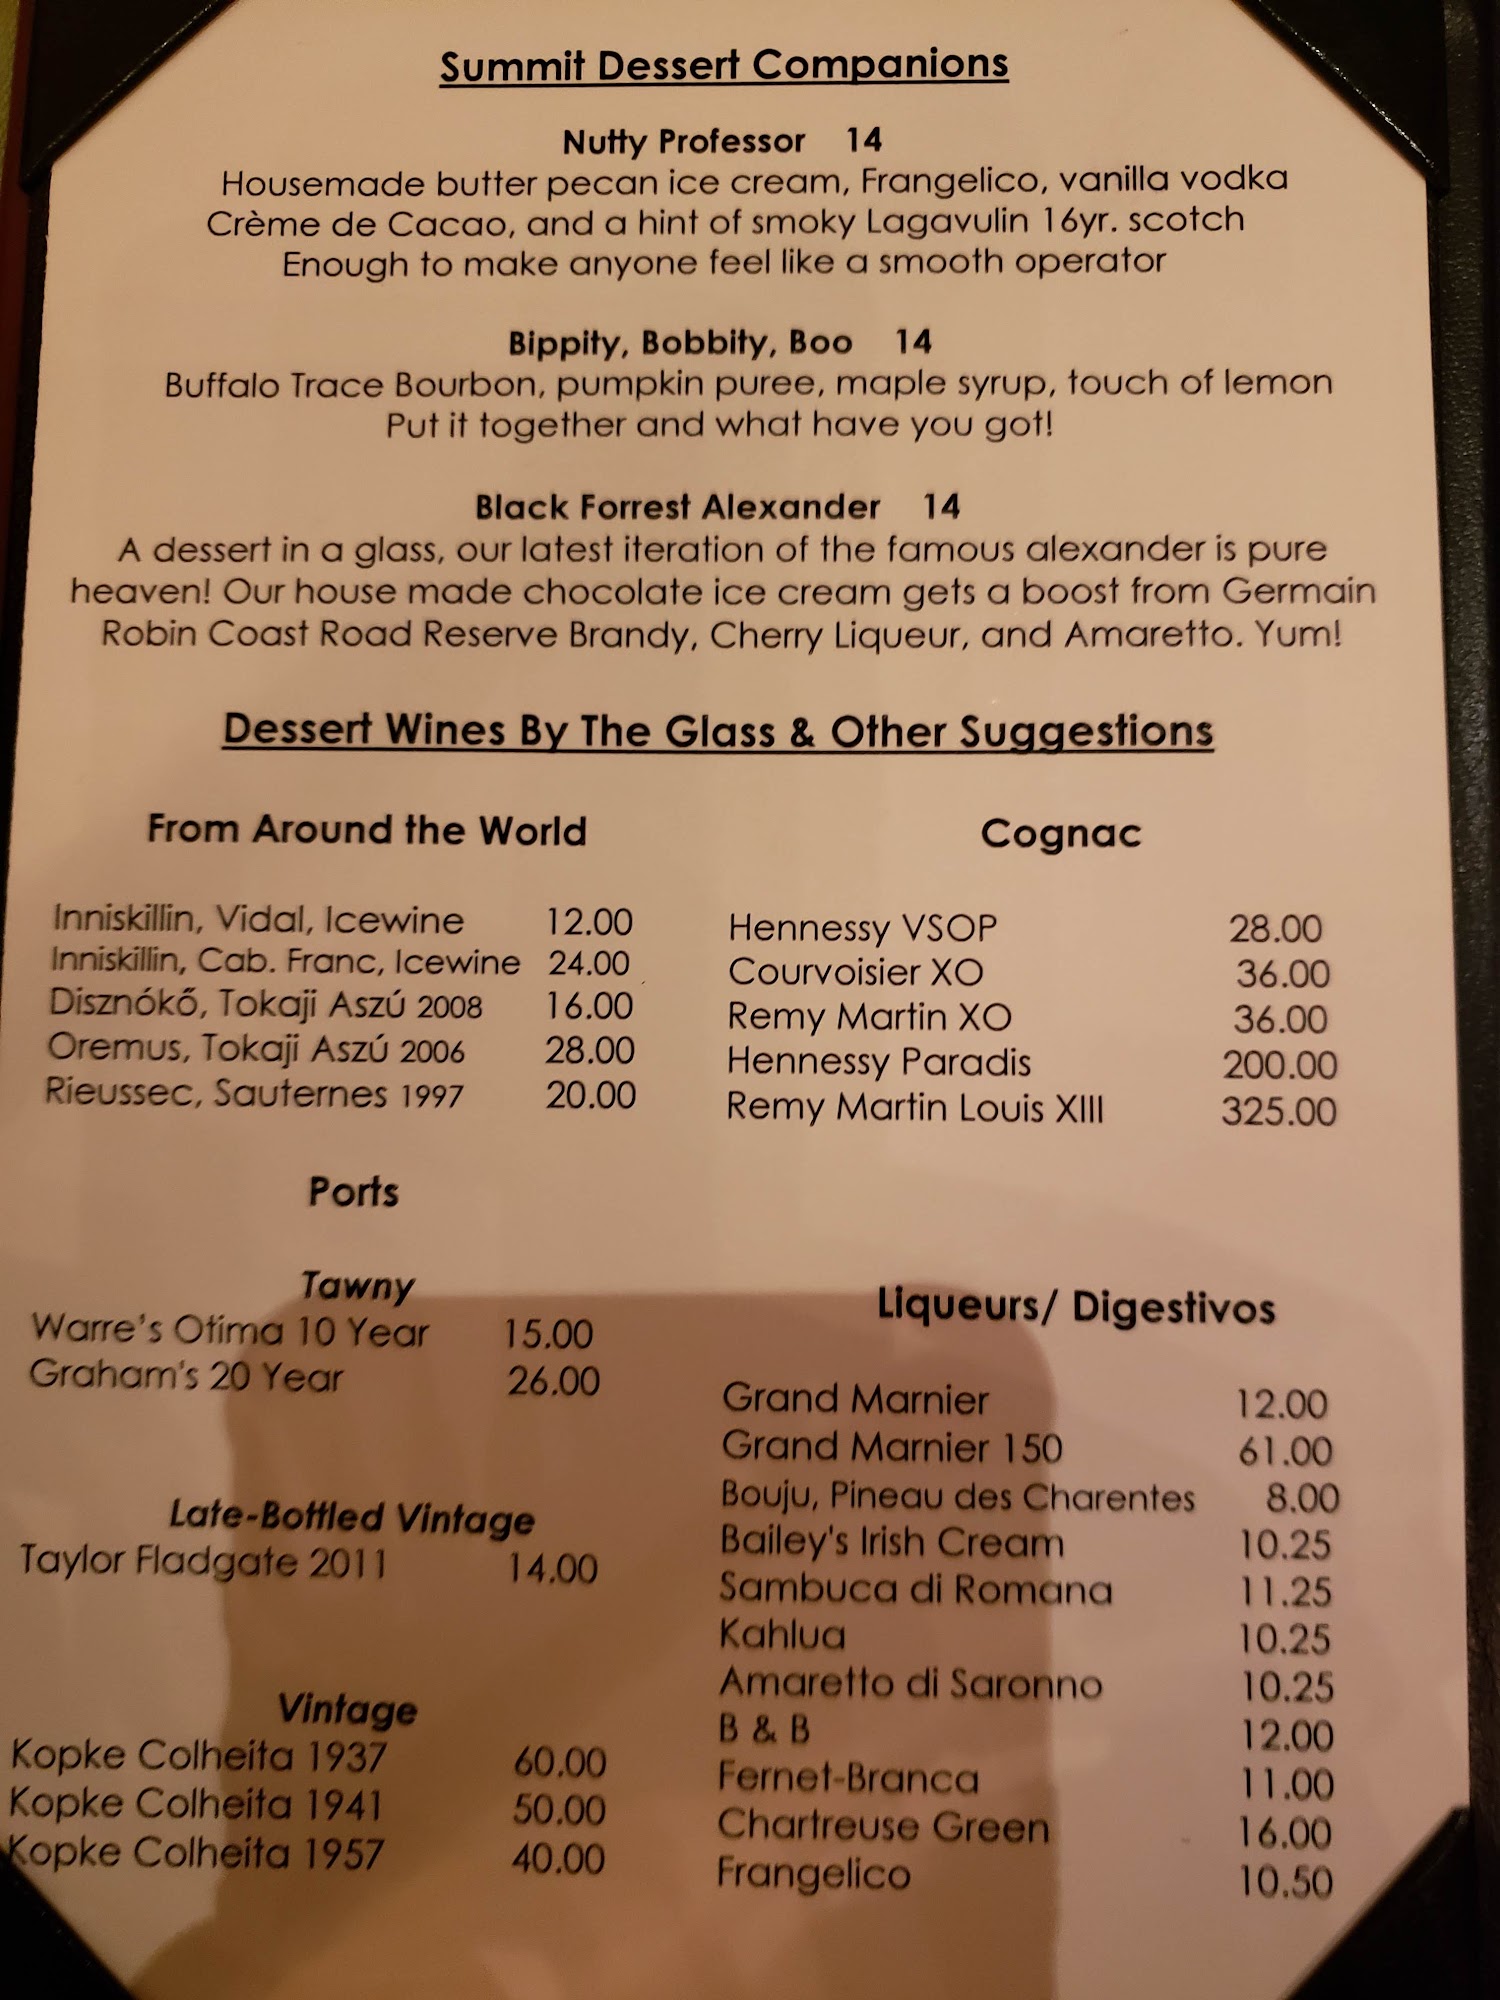 Summit Dessert Companions
Nutty Professor 14
Housemade butter pecan ice cream, Frangelico, vanilla vodka
Crème de Cacao, and a hint of smoky Lagavulin 16yr. scotch
Enough to make anyone feel like a smooth operator
Bippity, Bobbity, Boo 14
Buffalo Trace Bourbon, pumpkin puree, maple syrup, touch of lemon
Put it together and what have you got!
Black Forrest Alexander 14
A dessert in a glass, our latest iteration of the famous alexander is pure
heaven! Our house made chocolate ice cream gets a boost from Germain
Robin Coast Road Reserve Brandy, Cherry Liqueur, and Amaretto. Yum!
Dessert Wines By The Glass & Other Suggestions
From Around the World
Inniskillin, Vidal, Icewine 12.00
Inniskillin, Cab. Franc, Icewine 24.00
Disznókő, Tokaji Aszú 2008 16.00
Oremus, Tokaji Aszú 2006 28.00
Rieussec, Sauternes 1997 20.00
Ports
Tawny
Warre's Otima 10 Year 15.00
Graham's 20 Year 26.00
Late-Bottled Vintage
Taylor Fladgate 2011 14.00
Vintage
Kopke Colheita 1937 60.00
Kopke Colheita 1941 50.00
Kopke Colheita 1957 40.00
Cognac
Hennessy VSOP 28.00
Courvoisier XO 36.00
Remy Martin XO 36.00
Hennessy Paradis 200.00
Remy Martin Louis XIII 325.00
Liqueurs/ Digestivos
Grand Marnier 12.00
Grand Marnier 150 61.00
Bouju, Pineau des Charentes 8.00
Bailey's Irish Cream 10.25
Sambuca di Romana 11.25
Kahlua 10.25
Amaretto di Saronno 10.25
B & B 12.00
Fernet-Branca 11.00
Chartreuse Green 16.00
Frangelico 10.50